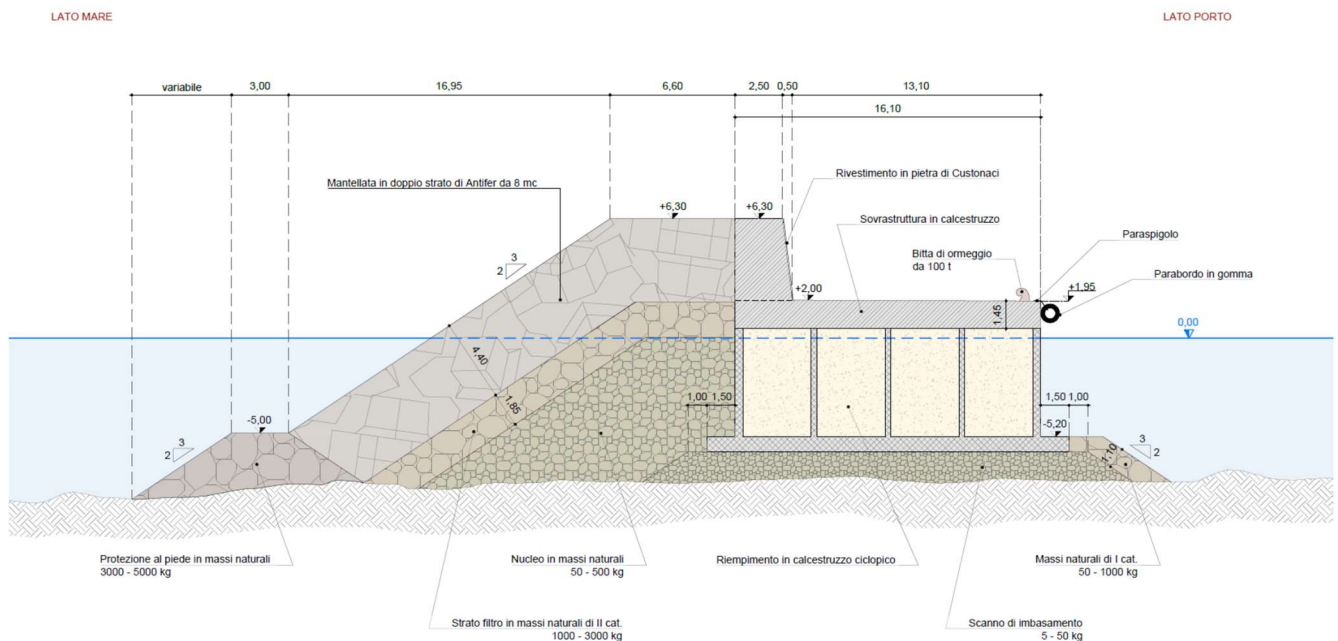 LATO MARE
LATO PORTO
variabile
3,00
16,95
6,60
2,50
0,50
13,10
16,10
Mantellata in doppio strato di Antifer da 8 mc
Rivestimento in pietra di Custonaci
+6,30
+6,30
Sovrastruttura in calcestruzzo
Paraspigolo
Bitta di ormeggio
da 100 t
Parabordo in gomma
3
2
+2,00
+1,95
1,45
0,00
4,40
1,85
1,00
1,50
1,50
1,00
-5,00
-5,20
3
2
3
2
1,10
Protezione al piede in massi naturali
3000 - 5000 kg
Nucleo in massi naturali
50 - 500 kg
Riempimento in calcestruzzo ciclopico
Massi naturali di I cat.
50 - 1000 kg
Strato filtro in massi naturali di II cat.
1000 - 3000 kg
Scanno di imbasamento
5 - 50 kg